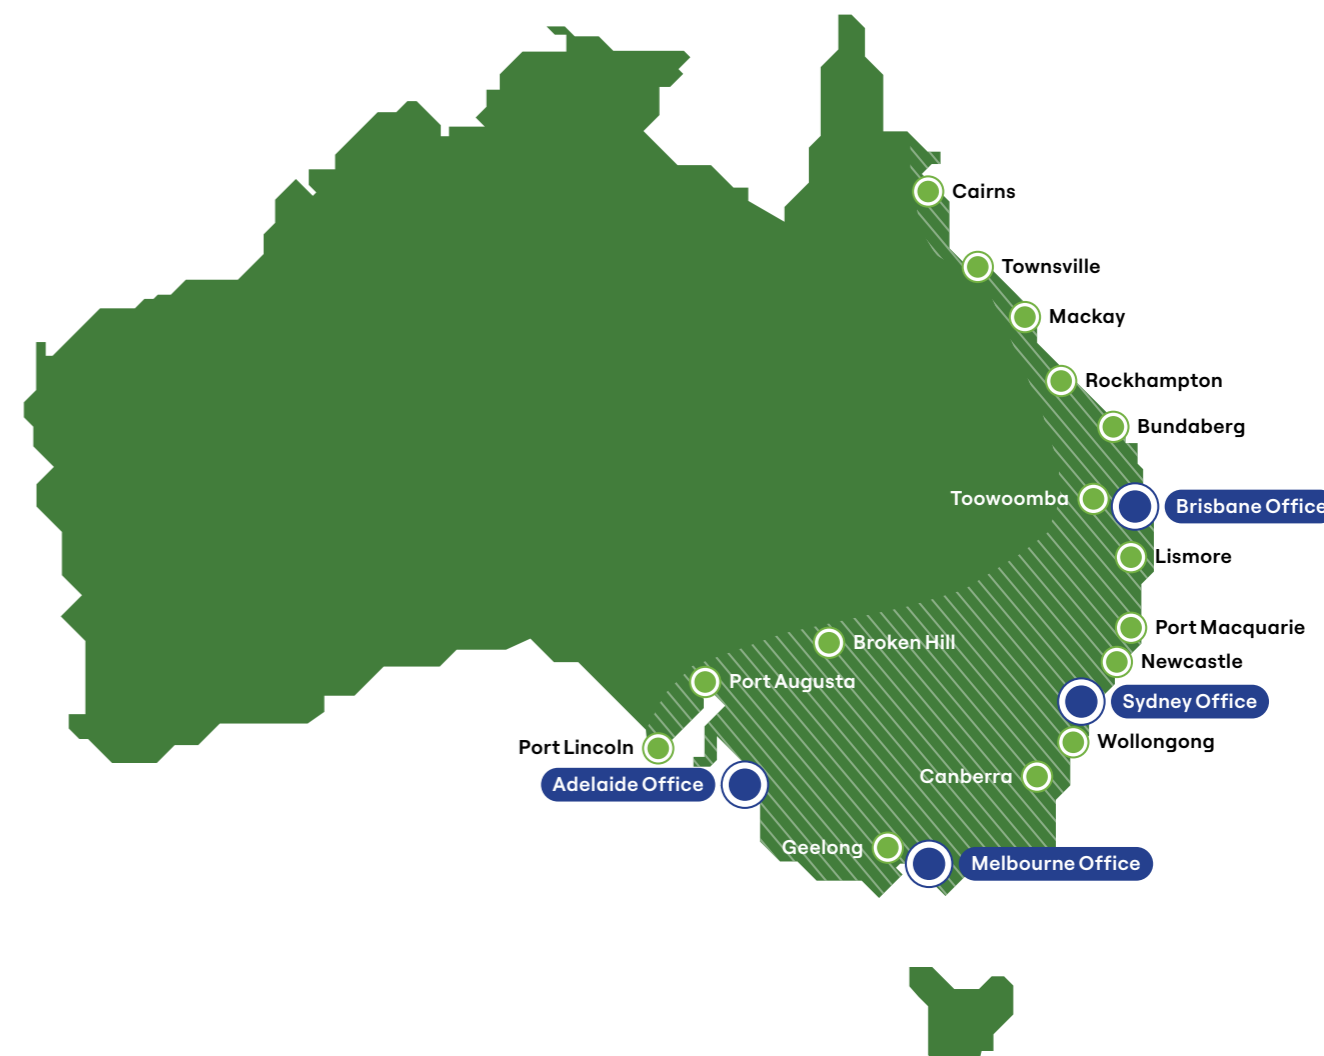 Cairns
Townsville
Mackay
Rockhampton
Bundaberg
Toowoomba
Brisbane Office
Lismore
Port Macquarie
Broken Hill
Newcastle
Port Augusta
Sydney Office
Wollongong
Port Lincoln
Canberra
Adelaide Office
Geelong
Melbourne Office